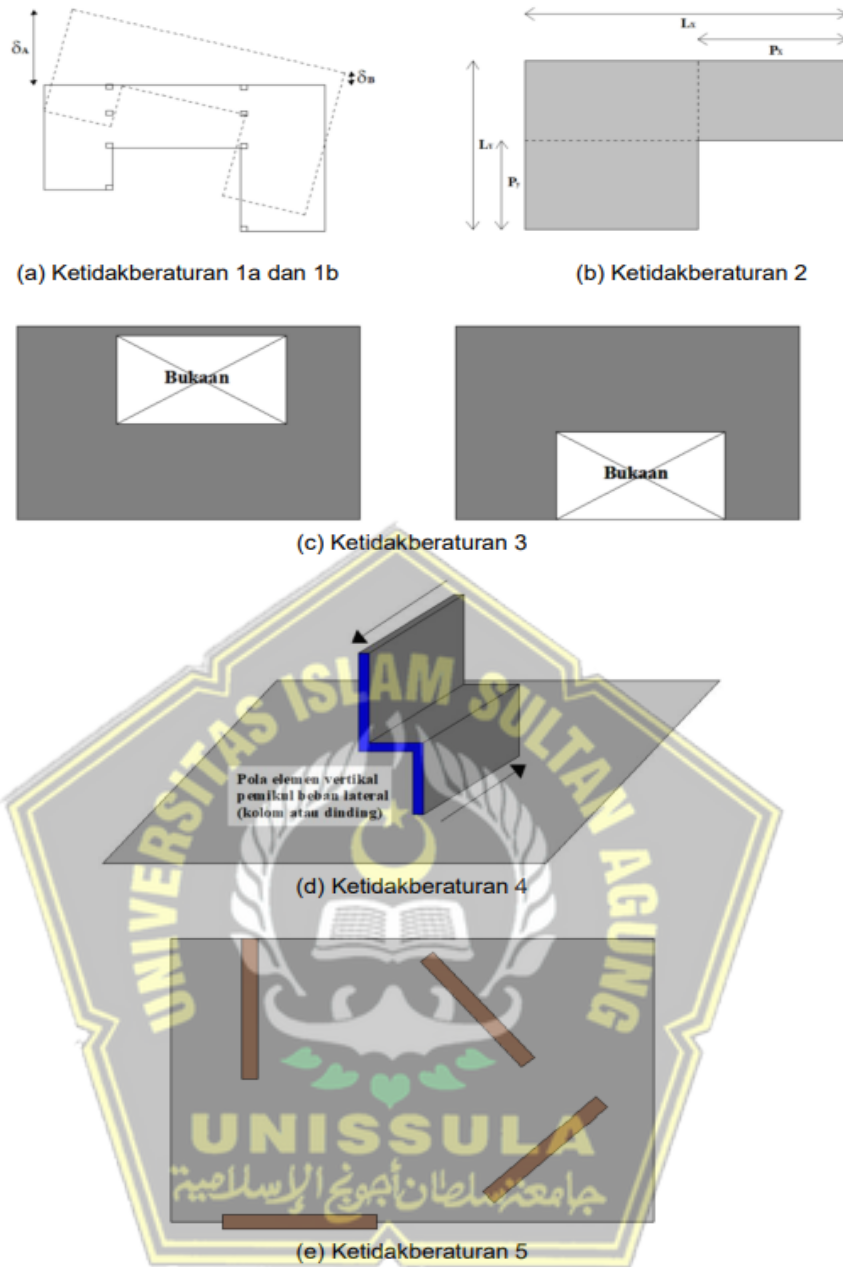 δA
δB
(a) Ketidakberaturan 1a dan 1b
Lx
Px
Ly
Py
(b) Ketidakberaturan 2
Bukaan
Bukaan
(c) Ketidakberaturan 3
Pola elemen vertikal
pemikul beban lateral
(kolom atau dinding)
(d) Ketidakberaturan 4
UNIVERSITAS ISLAM SULTAN AGUNG
(e) Ketidakberaturan 5
UNISSULA
جامعة سلطان أجونج الإسلامية